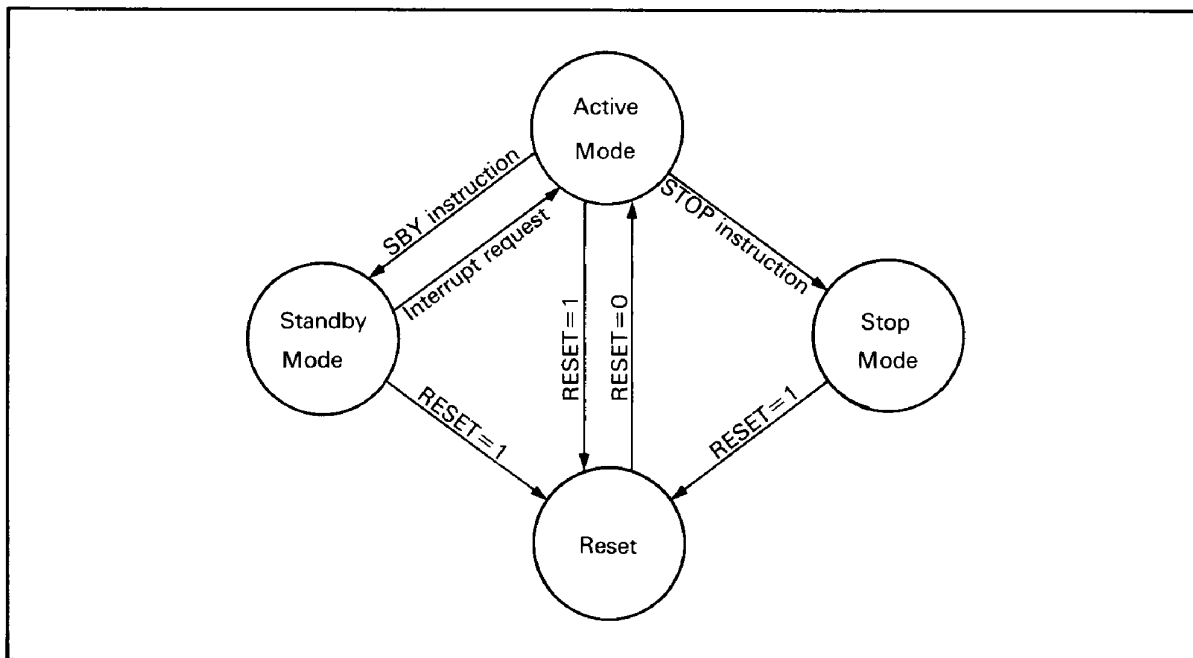 Active
Mode
SBY instruction
Interrupt request
STOP instruction
Standby
Mode
RESET=1
RESET=0
Stop
Mode
RESET=1
RESET=1
Reset